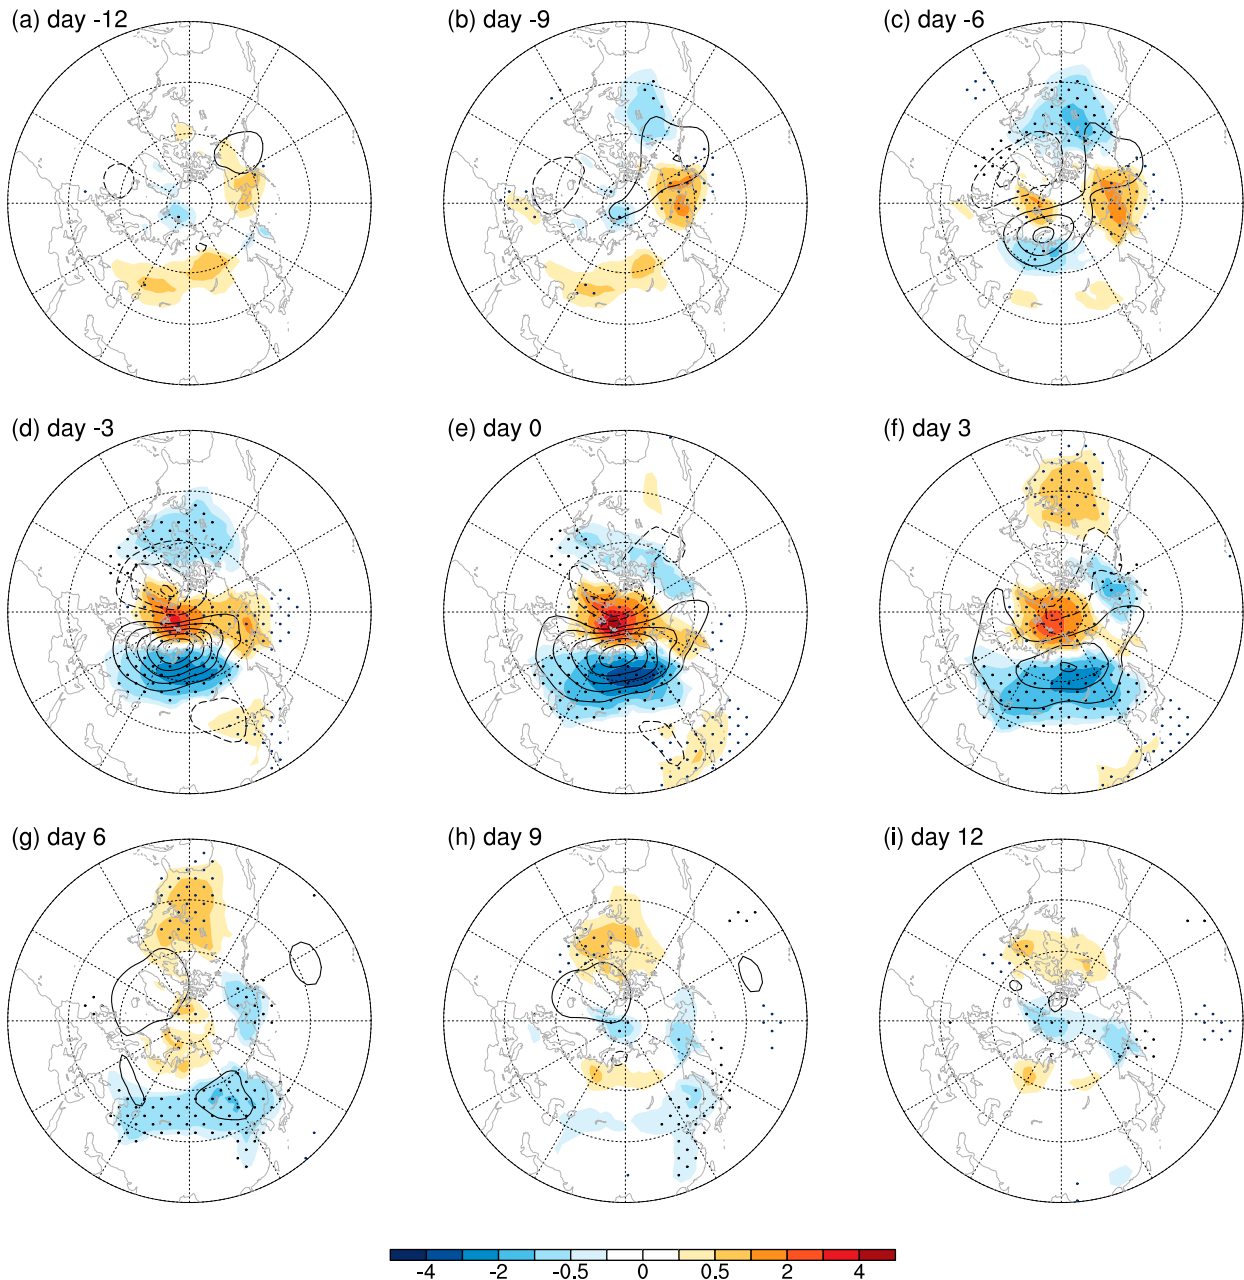 (a) day -12
(b) day -9
(c) day -6
(d) day -3
(e) day 0
(f) day 3
(g) day 6
(h) day 9
(i) day 12
-4 -2 -0.5 0 0.5 2 4